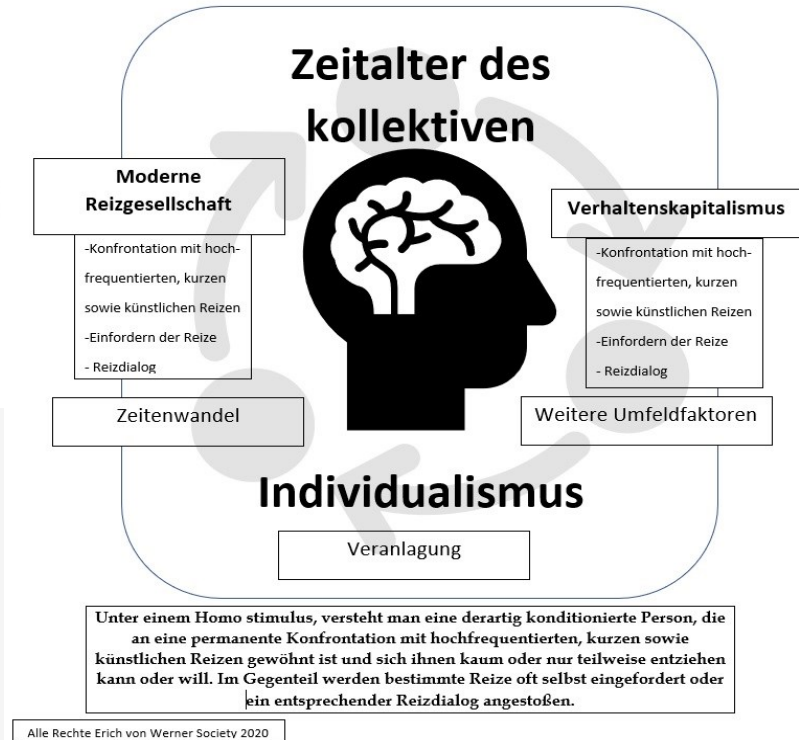 Zeitalter des
kollektiven
Moderne
Reizgesellschaft
-Konfrontation mit hoch-
frequentierten, kurzen
sowie künstlichen Reizen
-Einfordern der Reize
- Reizdialog
Zeitenwandel
Verhaltenskapitalismus
-Konfrontation mit hoch-
frequentierten, kurzen
sowie künstlichen Reizen
-Einfordern der Reize
- Reizdialog
Weitere Umfeldfaktoren
Individualismus
Veranlagung
Unter einem Homo stimulus, versteht man eine derartig konditionierte Person, die
an eine permanente Konfrontation mit hochfrequentierten, kurzen sowie
künstlichen Reizen gewöhnt ist und sich ihnen kaum oder nur teilweise entziehen
kann oder will. Im Gegenteil werden bestimmte Reize oft selbst eingefordert oder
ein entsprechender Reizdialog angestoßen.
Alle Rechte Erich von Werner Society 2020